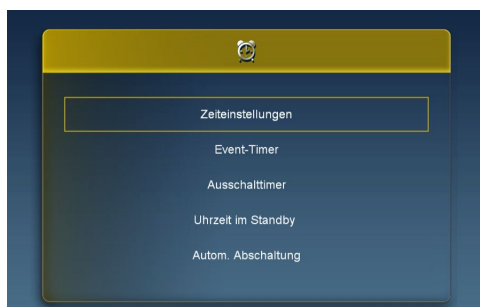 Zeiteinstellungen
Event-Timer
Ausschalttimer
Uhrzeit im Standby
Autom. Abschaltung